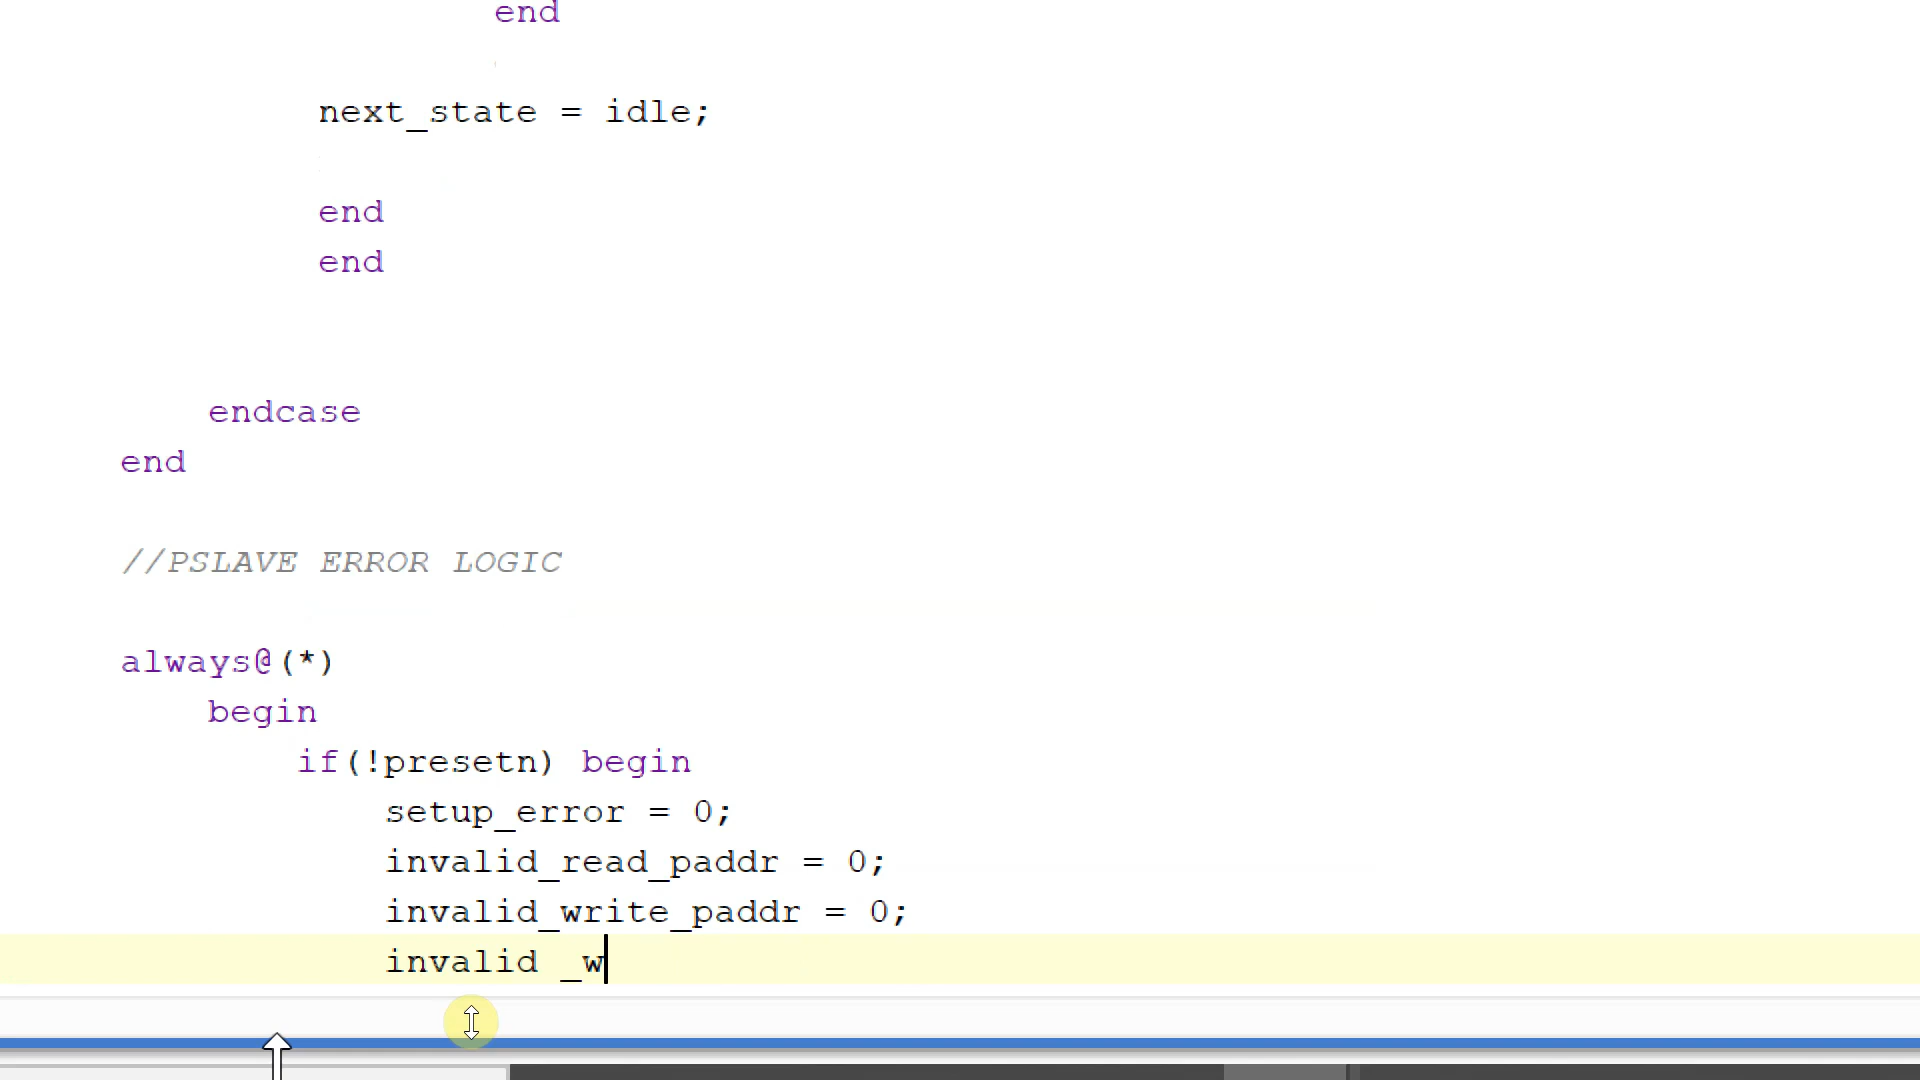 end
next_state = idle;
end
end
endcase
end
//PSLAVE ERROR LOGIC
always@(*)
begin
if(!presetn) begin
setup_error = 0;
invalid_read_paddr = 0;
invalid_write_paddr = 0;
invalid _w